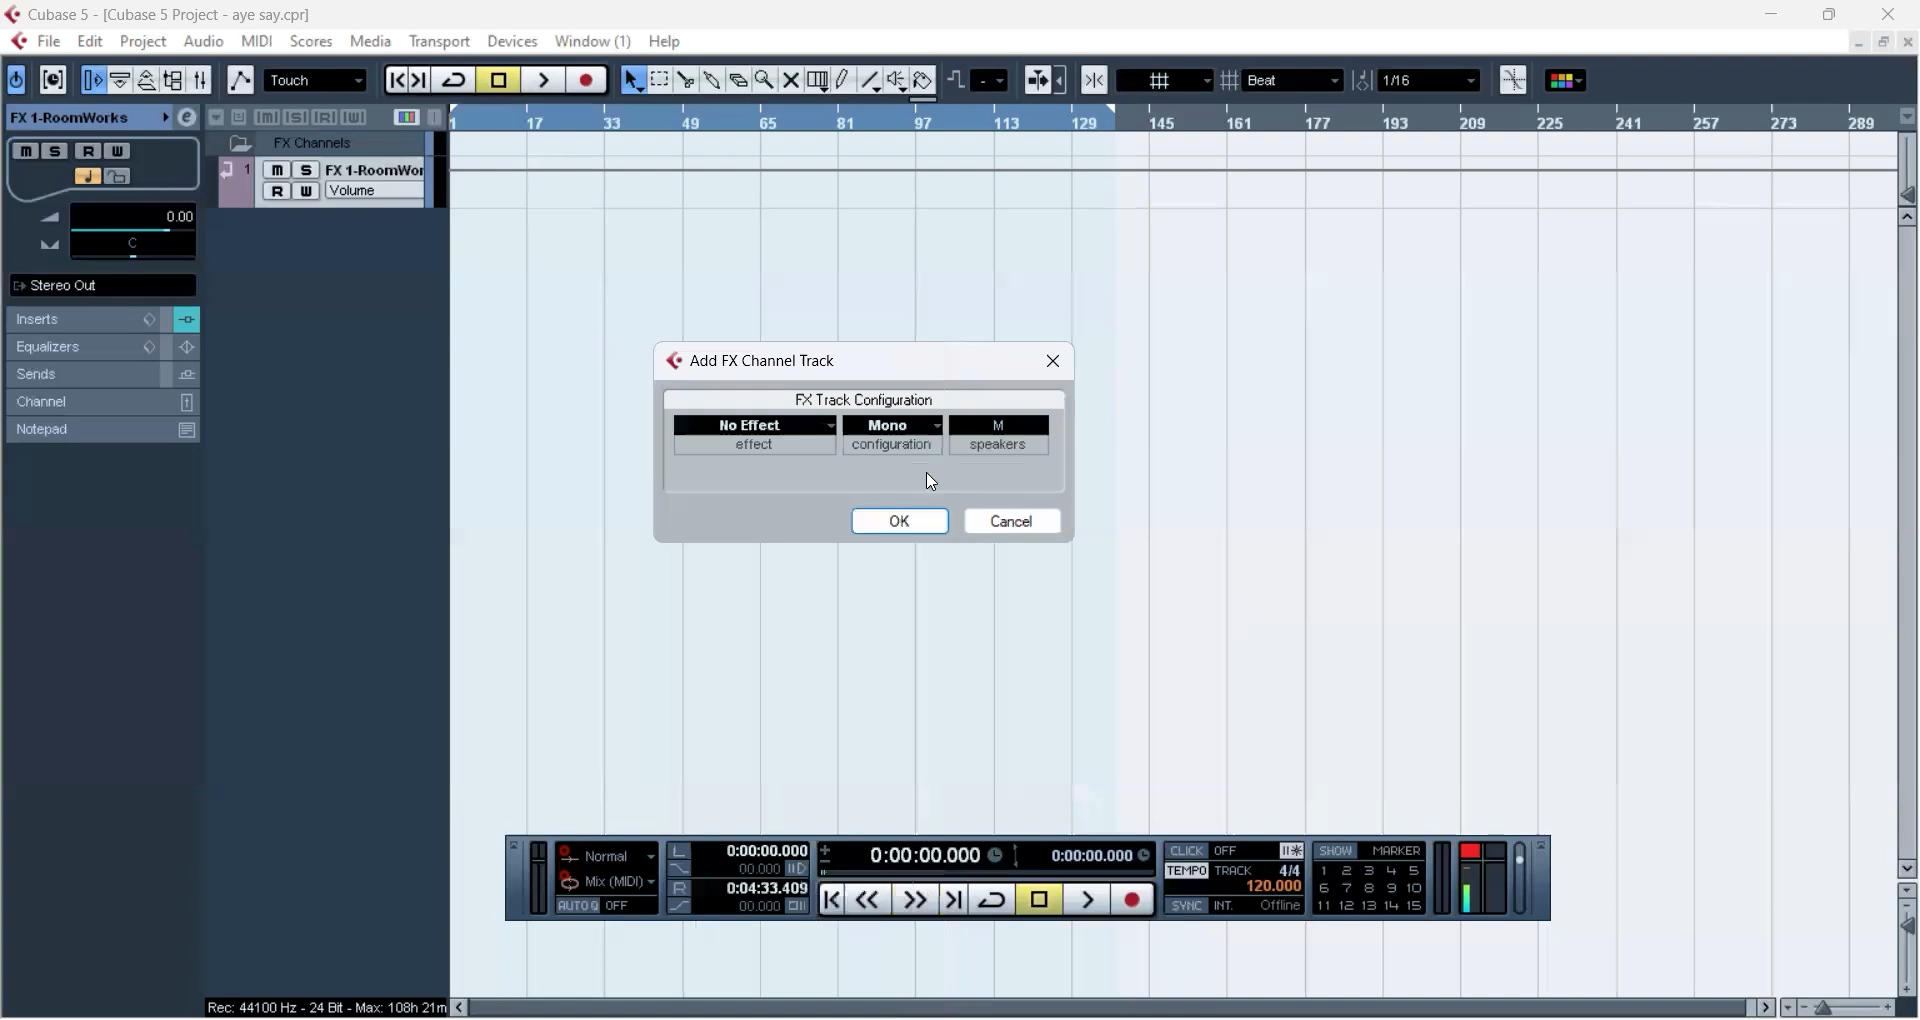 Cubase 5 - [Cubase 5 Project - aye say.cpr]
File Edit Project Audio MIDI Scores Media Transport Devices Window (1) Help
Touch - Beat 1/16
FX 1-RoomWorks e [M] [S] [R] [W] 1 17 33 49 65 81 97 113 129 145 161 177 193 209 225 241 257 273 289
FX Channels
M S R W
1 M S FX 1-RoomWor
R W Volume
0.00
C
Stereo Out
Inserts
Equalizers
Sends
Channel
Notepad
Add FX Channel Track
FX Track Configuration
No Effect Mono M
effect configuration speakers
OK Cancel
Normal L 0:00:00.000 0:00:00.000 0:00:00.000 CLICK OFF SHOW MARKER
00.000 TEMPO TRACK 4/4 1 2 3 4 5
Mix (MIDI) R 0:04:33.409 120.000 6 7 8 9 10
AUTO Q OFF 00.000 SYNC INT. Offline 11 12 13 14 15
Rec: 44100 Hz - 24 Bit - Max: 108h 21m